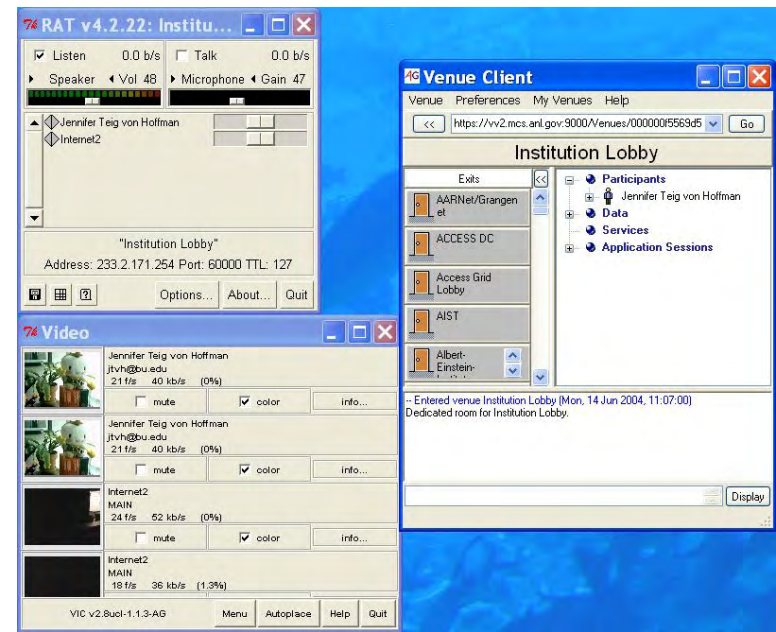 RAT v4.2.22: Institu...
Listen 0.0 b/s Talk 0.0 b/s
Speaker Vol 48 Microphone Gain 47
Jennifer Teig von Hoffman
Internet2
"Institution Lobby"
Address: 233.2.171.254 Port: 60000 TTL: 127
Options... About... Quit
Video
Jennifer Teig von Hoffman
jtvh@bu.edu
21 f/s 40 kb/s (0%)
mute color info...
Jennifer Teig von Hoffman
jtvh@bu.edu
21 f/s 40 kb/s (0%)
mute color info...
Internet2
MAIN
24 f/s 52 kb/s (0%)
mute color info...
Internet2
MAIN
18 f/s 36 kb/s (1.3%)
VIC v2.8ucl-1.1.3-AG Menu Autoplace Help Quit
AG Venue Client
Venue Preferences My Venues Help
<< https://vv2.mcs.anl.gov:9000/Venues/000000f5569d5 Go
Institution Lobby
Exits <<
AARNet/Grangen
et
ACCESS DC
Access Grid
Lobby
AIST
Albert-
Einstein-
Participants
Jennifer Teig von Hoffman
Data
Services
Application Sessions
-- Entered venue Institution Lobby (Mon, 14 Jun 2004, 11:07:00)
Dedicated room for Institution Lobby.
Display